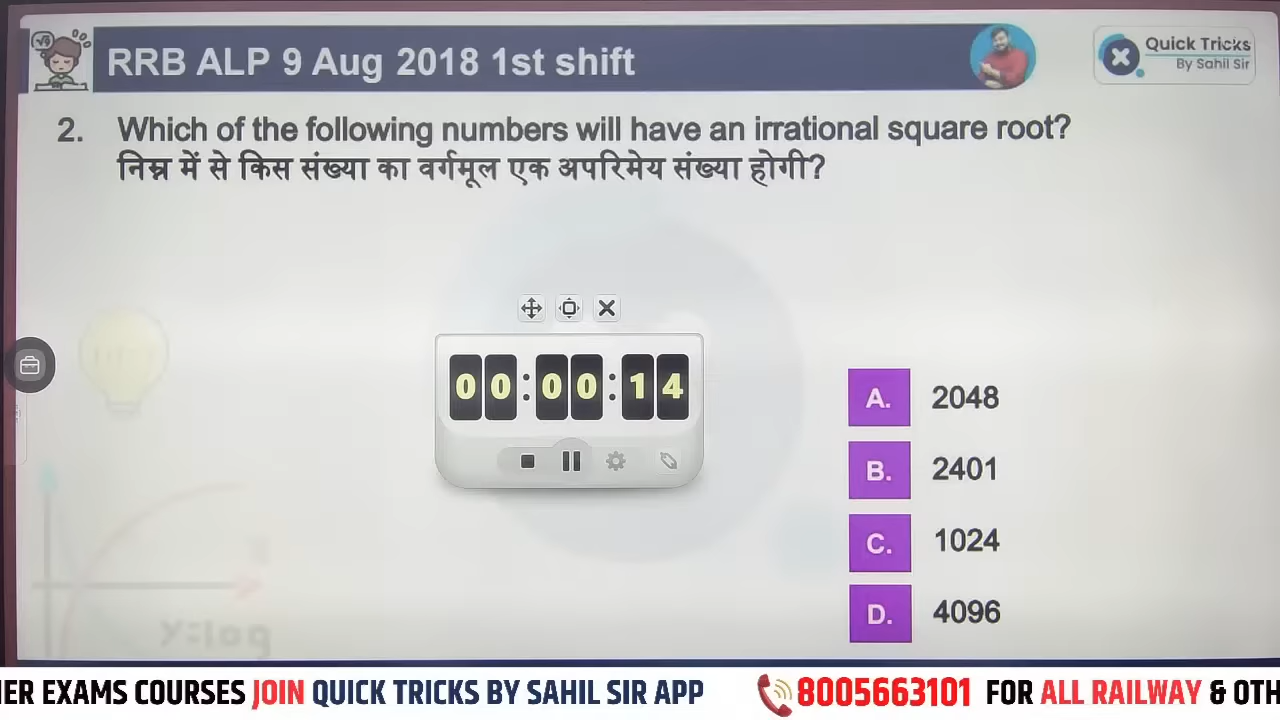 RRB ALP 9 Aug 2018 1st shift
Quick Tricks
By Sahil Sir
2. Which of the following numbers will have an irrational square root?
निम्न में से किस संख्या का वर्गमूल एक अपरिमेय संख्या होगी?
00:00:14
A. 2048
B. 2401
C. 1024
D. 4096
y=log
IER EXAMS COURSES JOIN QUICK TRICKS BY SAHIL SIR APP 8005663101 FOR ALL RAILWAY & OTH